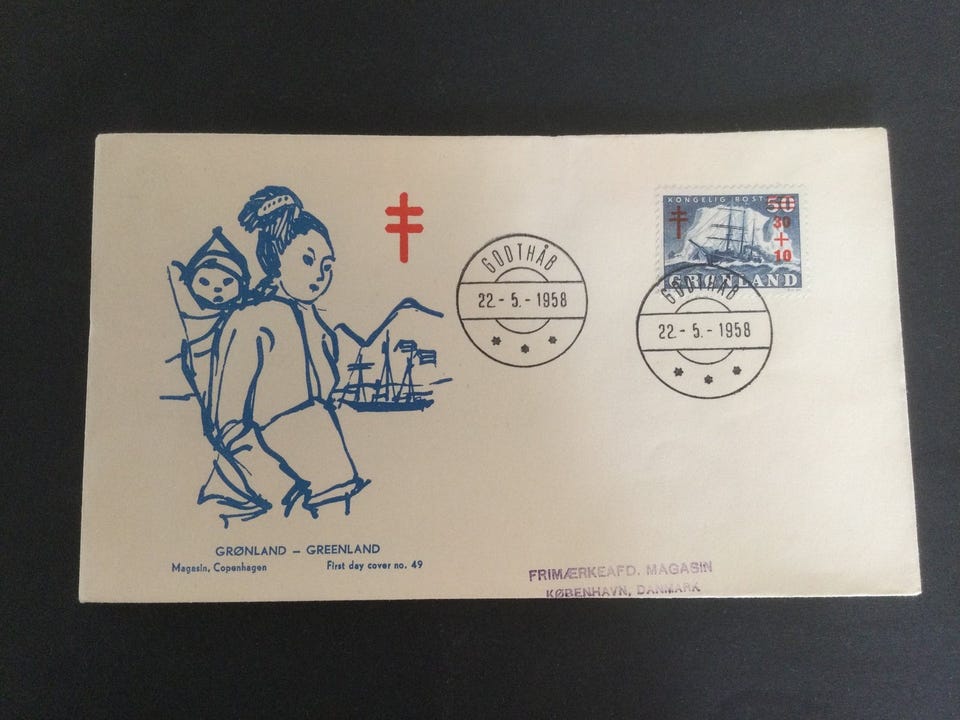 KONGELIG POST
50
30
+
10
GRØNLAND
GODTHÅB
22.-5.-1958
GODTHÅB
22.-5.-1958
GRØNLAND – GREENLAND
Magasin, Copenhagen First day cover no. 49
FRIMÆRKEAFD. MAGASIN
KØBENHAVN, DANMARK